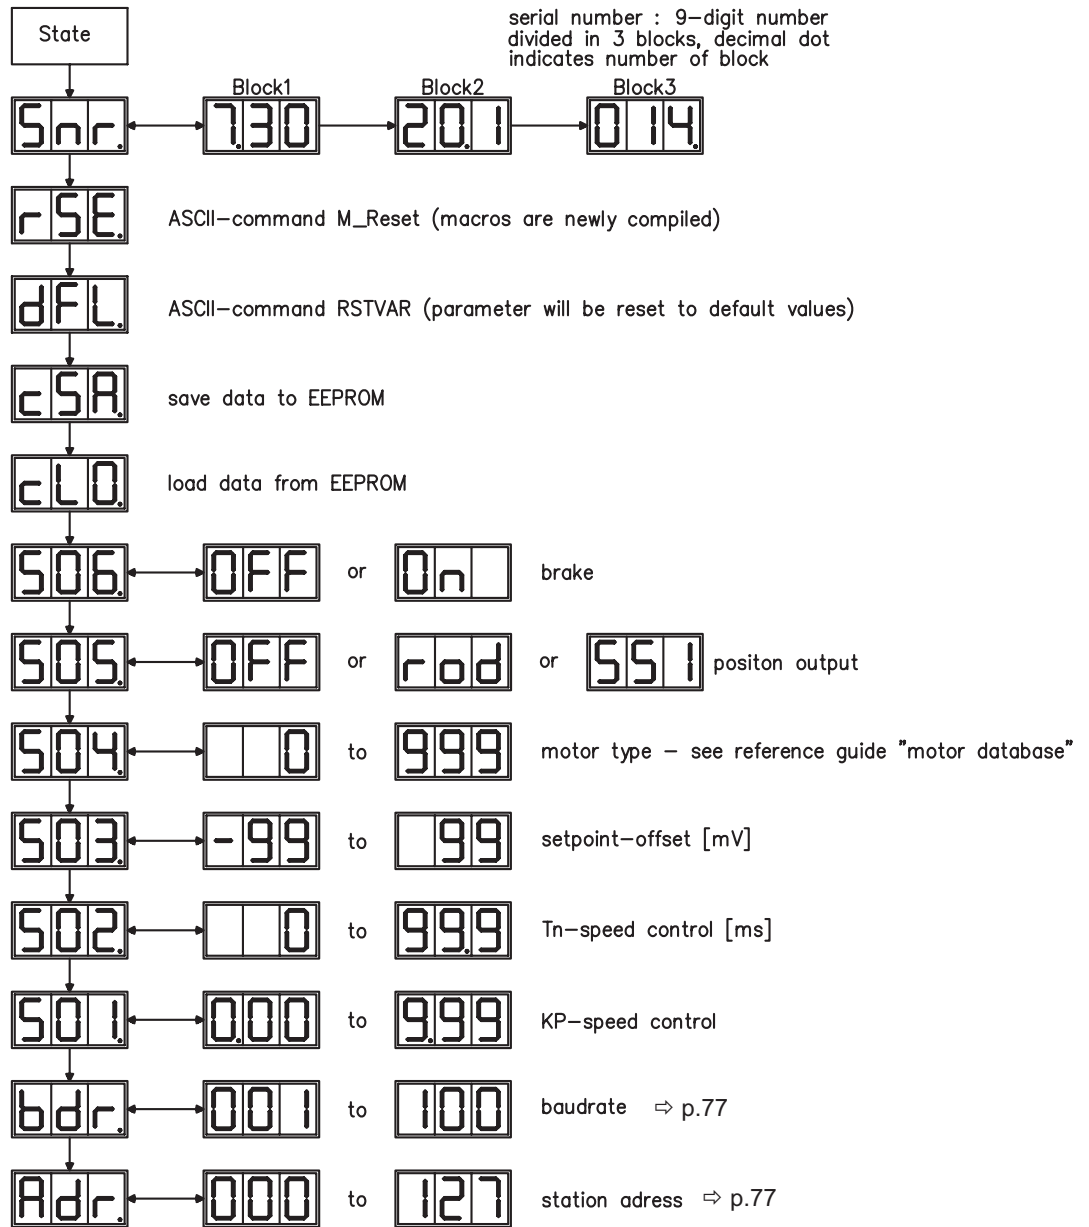 State
serial number : 9-digit number
divided in 3 blocks, decimal dot
indicates number of block
Block1 Block2 Block3
Snr. 7.30 20.1 014.
rSE. ASCII-command M_Reset (macros are newly compiled)
dFL. ASCII-command RSTVAR (parameter will be reset to default values)
cSA. save data to EEPROM
cLO. load data from EEPROM
S06. OFF or On brake
S05. OFF or rod or SSI positon output
S04. 0 to 999 motor type - see reference guide "motor database"
S03. -99 to 99 setpoint-offset [mV]
S02. 0 to 99.9 Tn-speed control [ms]
S01. 0.00 to 9.99 KP-speed control
bdr. 001 to 100 baudrate ⇨ p.77
Adr. 000 to 127 station adress ⇨ p.77